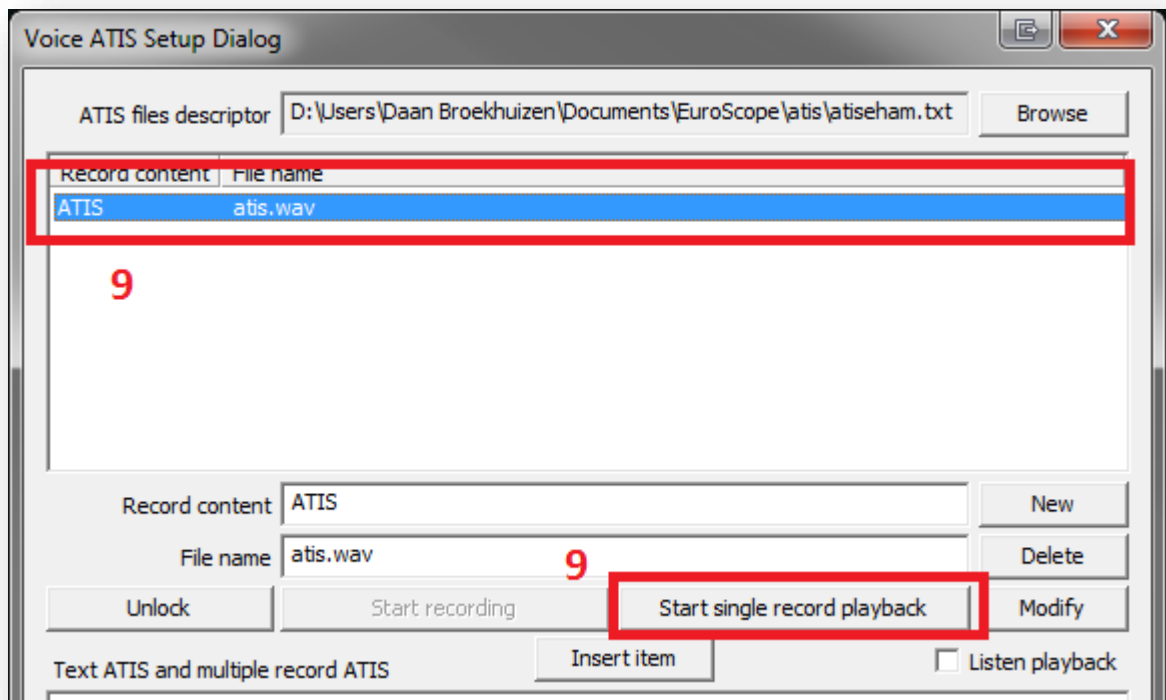 Voice ATIS Setup Dialog
ATIS files descriptor D:\Users\Daan Broekhuizen\Documents\EuroScope\atis\atiseham.txt Browse
Record content File name
ATIS atis.wav
9
Record content ATIS New
File name atis.wav Delete
9
Unlock Start recording Start single record playback Modify
Text ATIS and multiple record ATIS Insert item Listen playback